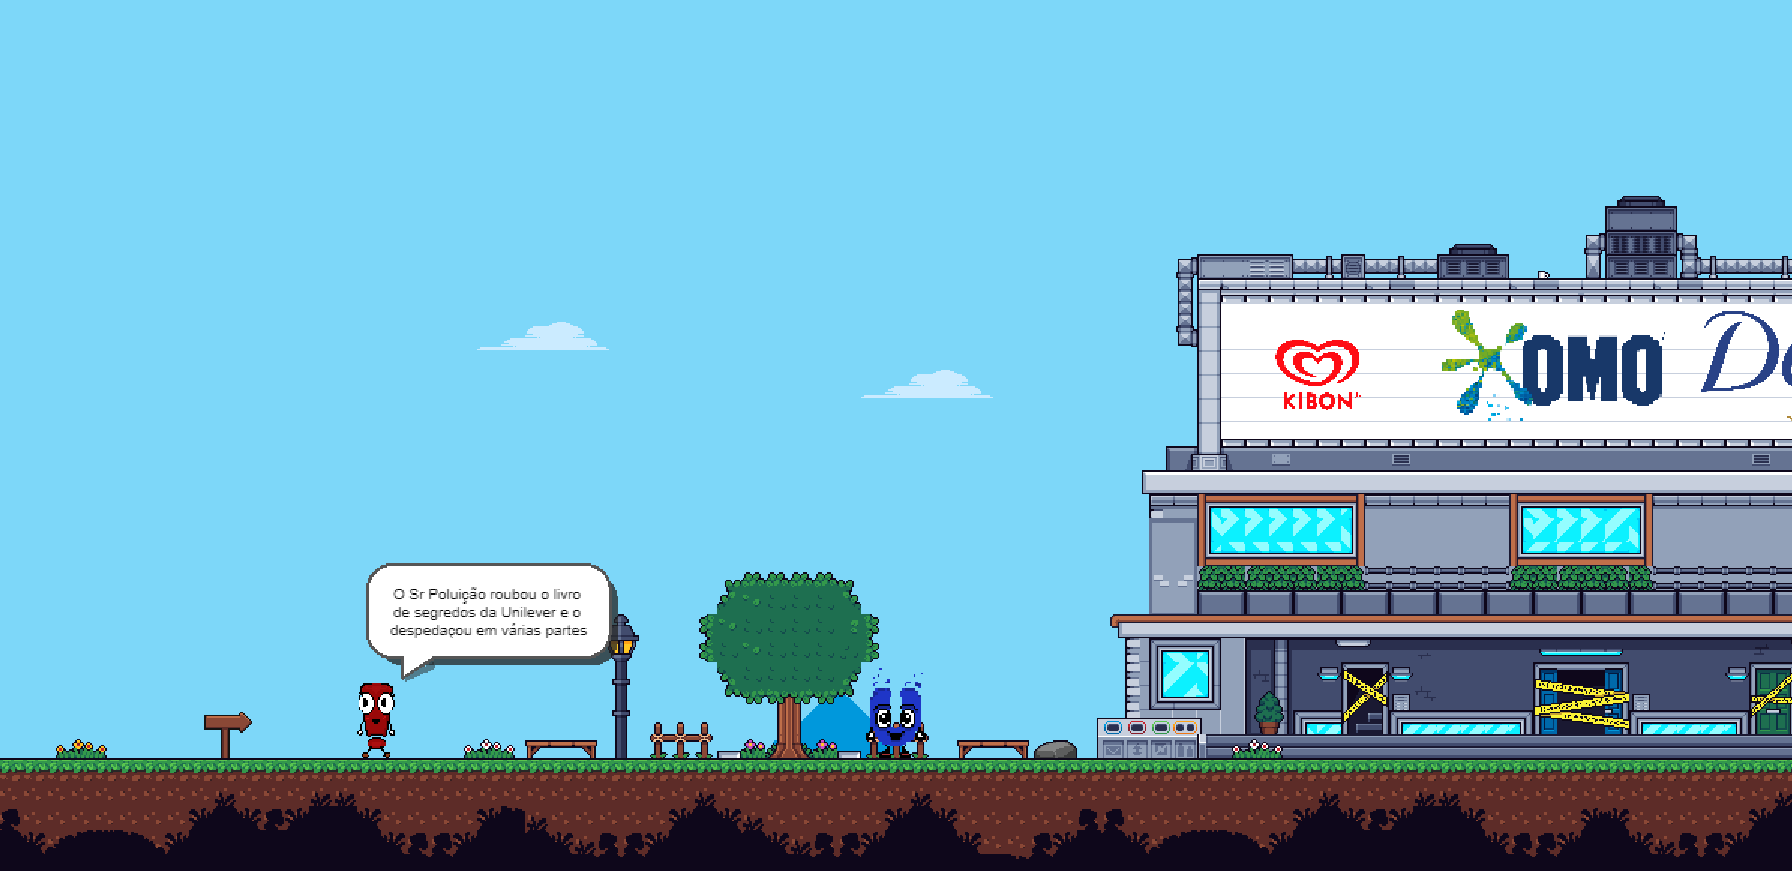 KIBON
OMO
O Sr Poluição roubou o livro
de segredos da Unilever e o
despedaçou em várias partes